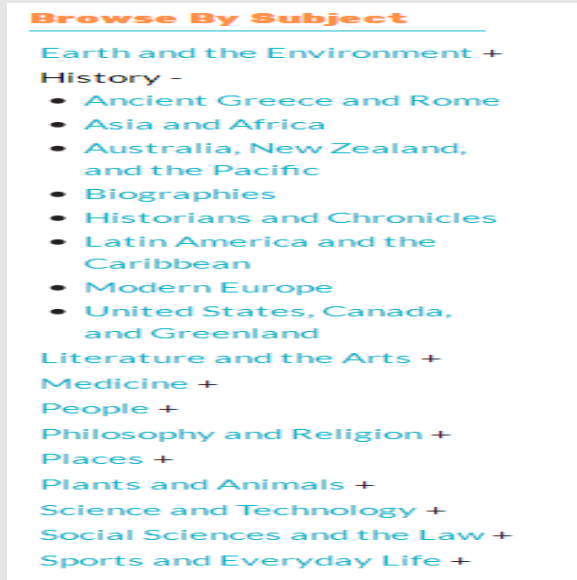 Browse By Subject
Earth and the Environment +
History -
• Ancient Greece and Rome
• Asia and Africa
• Australia, New Zealand,
and the Pacific
• Biographies
• Historians and Chronicles
• Latin America and the
Caribbean
• Modern Europe
• United States, Canada,
and Greenland
Literature and the Arts +
Medicine +
People +
Philosophy and Religion +
Places +
Plants and Animals +
Science and Technology +
Social Sciences and the Law +
Sports and Everyday Life +